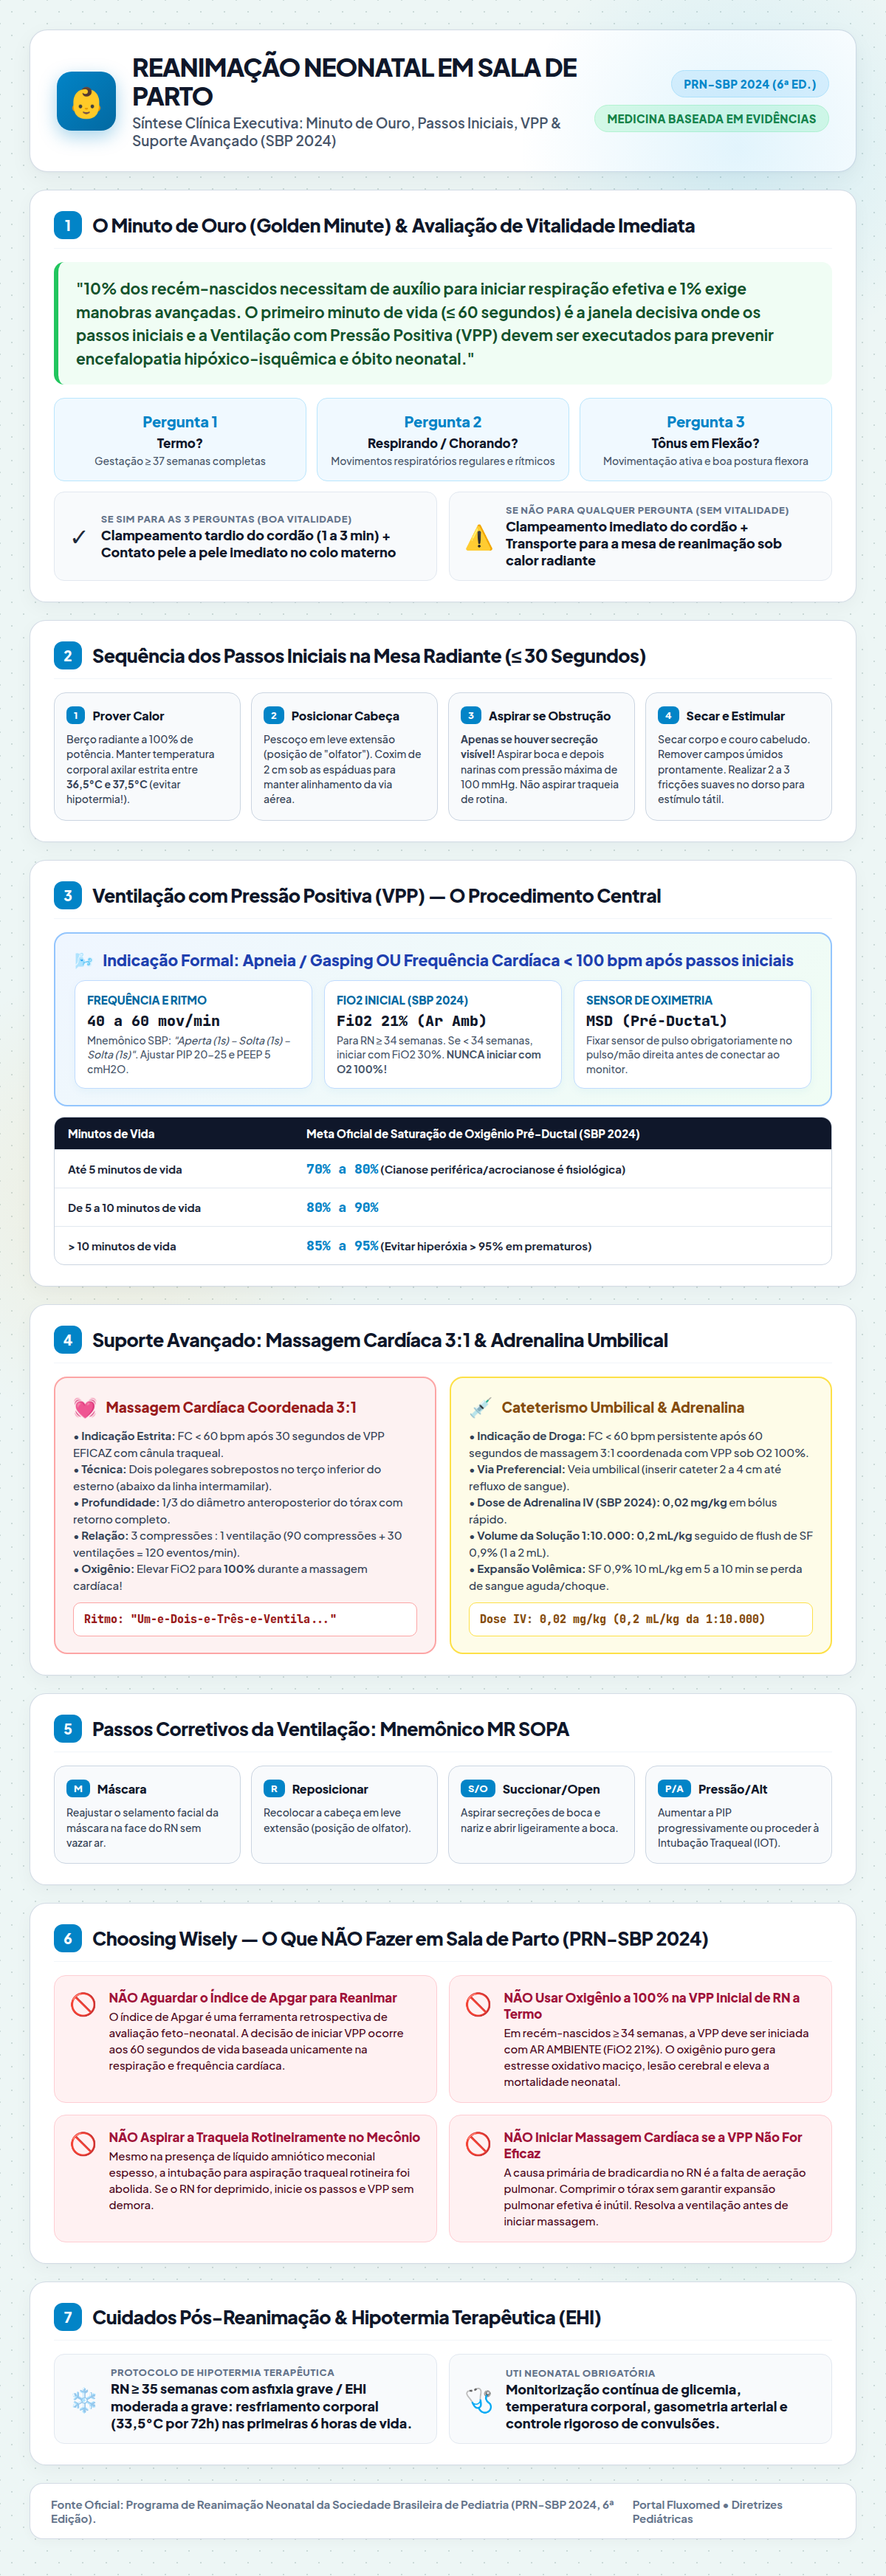 REANIMAÇÃO NEONATAL EM SALA DE
PARTO
Síntese Clínica Executiva: Minuto de Ouro, Passos Iniciais, VPP &
Suporte Avançado (SBP 2024)
PRN-SBP 2024 (6ª ED.)
MEDICINA BASEADA EM EVIDÊNCIAS
1 O Minuto de Ouro (Golden Minute) & Avaliação de Vitalidade Imediata
"10% dos recém-nascidos necessitam de auxílio para iniciar respiração efetiva e 1% exige
manobras avançadas. O primeiro minuto de vida (≤ 60 segundos) é a janela decisiva onde os
passos iniciais e a Ventilação com Pressão Positiva (VPP) devem ser executados para prevenir
encefalopatia hipóxico-isquêmica e óbito neonatal."
Pergunta 1
Termo?
Gestação ≥ 37 semanas completas
Pergunta 2
Respirando / Chorando?
Movimentos respiratórios regulares e rítmicos
Pergunta 3
Tônus em Flexão?
Movimentação ativa e boa postura flexora
✓
SE SIM PARA AS 3 PERGUNTAS (BOA VITALIDADE)
Clampeamento tardio do cordão (1 a 3 min) +
Contato pele a pele imediato no colo materno
SE NÃO PARA QUALQUER PERGUNTA (SEM VITALIDADE)
Clampeamento imediato do cordão +
Transporte para a mesa de reanimação sob
calor radiante
2 Sequência dos Passos Iniciais na Mesa Radiante (≤ 30 Segundos)
1 Prover Calor
Berço radiante a 100% de
potência. Manter temperatura
corporal axilar estrita entre
36,5°C e 37,5°C (evitar
hipotermia!).
2 Posicionar Cabeça
Pescoço em leve extensão
(posição de "olfator"). Coxim de
2 cm sob as espáduas para
manter alinhamento da via
aérea.
3 Aspirar se Obstrução
Apenas se houver secreção
visível! Aspirar boca e depois
narinas com pressão máxima de
100 mmHg. Não aspirar traqueia
de rotina.
4 Secar e Estimular
Secar corpo e couro cabeludo.
Remover campos úmidos
prontamente. Realizar 2 a 3
fricções suaves no dorso para
estímulo tátil.
3 Ventilação com Pressão Positiva (VPP) — O Procedimento Central
Indicação Formal: Apneia / Gasping OU Frequência Cardíaca < 100 bpm após passos iniciais
FREQUÊNCIA E RITMO
40 a 60 mov/min
Mnemônico SBP: "Aperta (1s) – Solta (1s) –
Solta (1s)". Ajustar PIP 20-25 e PEEP 5
cmH2O.
FIO2 INICIAL (SBP 2024)
FiO2 21% (Ar Amb)
Para RN ≥ 34 semanas. Se < 34 semanas,
iniciar com FiO2 30%. NUNCA iniciar com
O2 100%!
SENSOR DE OXIMETRIA
MSD (Pré-Ductal)
Fixar sensor de pulso obrigatoriamente no
pulso/mão direita antes de conectar ao
monitor.
Minutos de Vida Meta Oficial de Saturação de Oxigênio Pré-Ductal (SBP 2024)
Até 5 minutos de vida 70% a 80% (Cianose periférica/acrocianose é fisiológica)
De 5 a 10 minutos de vida 80% a 90%
> 10 minutos de vida 85% a 95% (Evitar hiperóxia > 95% em prematuros)
4 Suporte Avançado: Massagem Cardíaca 3:1 & Adrenalina Umbilical
Massagem Cardíaca Coordenada 3:1
• Indicação Estrita: FC < 60 bpm após 30 segundos de VPP
EFICAZ com cânula traqueal.
• Técnica: Dois polegares sobrepostos no terço inferior do
esterno (abaixo da linha intermamilar).
• Profundidade: 1/3 do diâmetro anteroposterior do tórax com
retorno completo.
• Relação: 3 compressões : 1 ventilação (90 compressões + 30
ventilações = 120 eventos/min).
• Oxigênio: Elevar FiO2 para 100% durante a massagem
cardíaca!
Ritmo: "Um-e-Dois-e-Três-e-Ventila..."
Cateterismo Umbilical & Adrenalina
• Indicação de Droga: FC < 60 bpm persistente após 60
segundos de massagem 3:1 coordenada com VPP sob O2 100%.
• Via Preferencial: Veia umbilical (inserir cateter 2 a 4 cm até
refluxo de sangue).
• Dose de Adrenalina IV (SBP 2024): 0,02 mg/kg em bólus
rápido.
• Volume da Solução 1:10.000: 0,2 mL/kg seguido de flush de SF
0,9% (1 a 2 mL).
• Expansão Volêmica: SF 0,9% 10 mL/kg em 5 a 10 min se perda
de sangue aguda/choque.
Dose IV: 0,02 mg/kg (0,2 mL/kg da 1:10.000)
5 Passos Corretivos da Ventilação: Mnemônico MR SOPA
M Máscara
Reajustar o selamento facial da
máscara na face do RN sem
vazar ar.
R Reposicionar
Recolocar a cabeça em leve
extensão (posição de olfator).
S/O Succionar/Open
Aspirar secreções de boca e
nariz e abrir ligeiramente a boca.
P/A Pressão/Alt
Aumentar a PIP
progressivamente ou proceder à
Intubação Traqueal (IOT).
6 Choosing Wisely — O Que NÃO Fazer em Sala de Parto (PRN-SBP 2024)
NÃO Aguardar o Índice de Apgar para Reanimar
O índice de Apgar é uma ferramenta retrospectiva de
avaliação feto-neonatal. A decisão de iniciar VPP ocorre
aos 60 segundos de vida baseada unicamente na
respiração e frequência cardíaca.
NÃO Usar Oxigênio a 100% na VPP Inicial de RN a
Termo
Em recém-nascidos ≥ 34 semanas, a VPP deve ser iniciada
com AR AMBIENTE (FiO2 21%). O oxigênio puro gera
estresse oxidativo maciço, lesão cerebral e eleva a
mortalidade neonatal.
NÃO Aspirar a Traqueia Rotineiramente no Mecônio
Mesmo na presença de líquido amniótico meconial
espesso, a intubação para aspiração traqueal rotineira foi
abolida. Se o RN for deprimido, inicie os passos e VPP sem
demora.
NÃO Iniciar Massagem Cardíaca se a VPP Não For
Eficaz
A causa primária de bradicardia no RN é a falta de aeração
pulmonar. Comprimir o tórax sem garantir expansão
pulmonar efetiva é inútil. Resolva a ventilação antes de
iniciar massagem.
7 Cuidados Pós-Reanimação & Hipotermia Terapêutica (EHI)
PROTOCOLO DE HIPOTERMIA TERAPÊUTICA
RN ≥ 35 semanas com asfixia grave / EHI
moderada a grave: resfriamento corporal
(33,5°C por 72h) nas primeiras 6 horas de vida.
UTI NEONATAL OBRIGATÓRIA
Monitorização contínua de glicemia,
temperatura corporal, gasometria arterial e
controle rigoroso de convulsões.
Fonte Oficial: Programa de Reanimação Neonatal da Sociedade Brasileira de Pediatria (PRN-SBP 2024, 6ª
Edição).
Portal Fluxomed • Diretrizes
Pediátricas